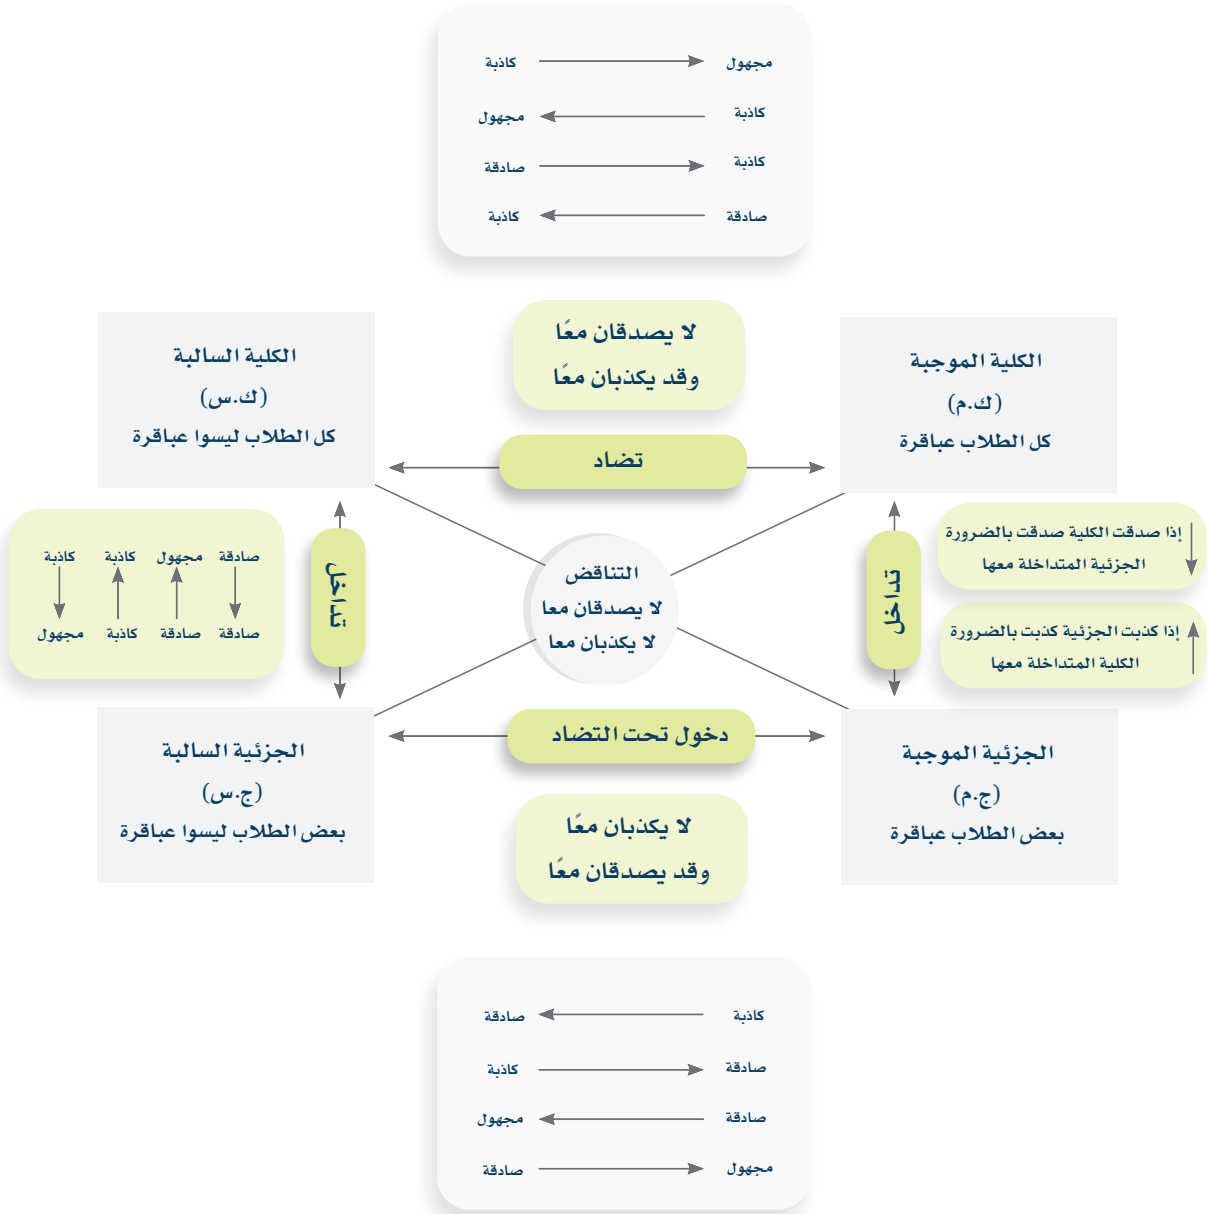 مجهول
كاذبة
كاذبة
مجهول
كاذبة
صادقة
صادقة
كاذبة
لا يصدقان معًا
وقد يكذبان معًا
الكلية الموجبة
(ك.م)
كل الطلاب عباقرة
تضاد
الكلية السالبة
(ك.س)
كل الطلاب ليسوا عباقرة
إذا صدقت الكلية صدقت بالضرورة
الجزئية المتداخلة معها
إذا كذبت الجزئية كذبت بالضرورة
الكلية المتداخلة معها
تداخل
التناقض
لا يصدقان معا
لا يكذبان معا
تداخل
صادقة مجهول كاذبة كاذبة
صادقة صادقة كاذبة مجهول
الجزئية الموجبة
(ج.م)
بعض الطلاب عباقرة
دخول تحت التضاد
الجزئية السالبة
(ج.س)
بعض الطلاب ليسوا عباقرة
لا يكذبان معًا
وقد يصدقان معًا
كاذبة
صادقة
صادقة
كاذبة
صادقة
مجهول
مجهول
صادقة